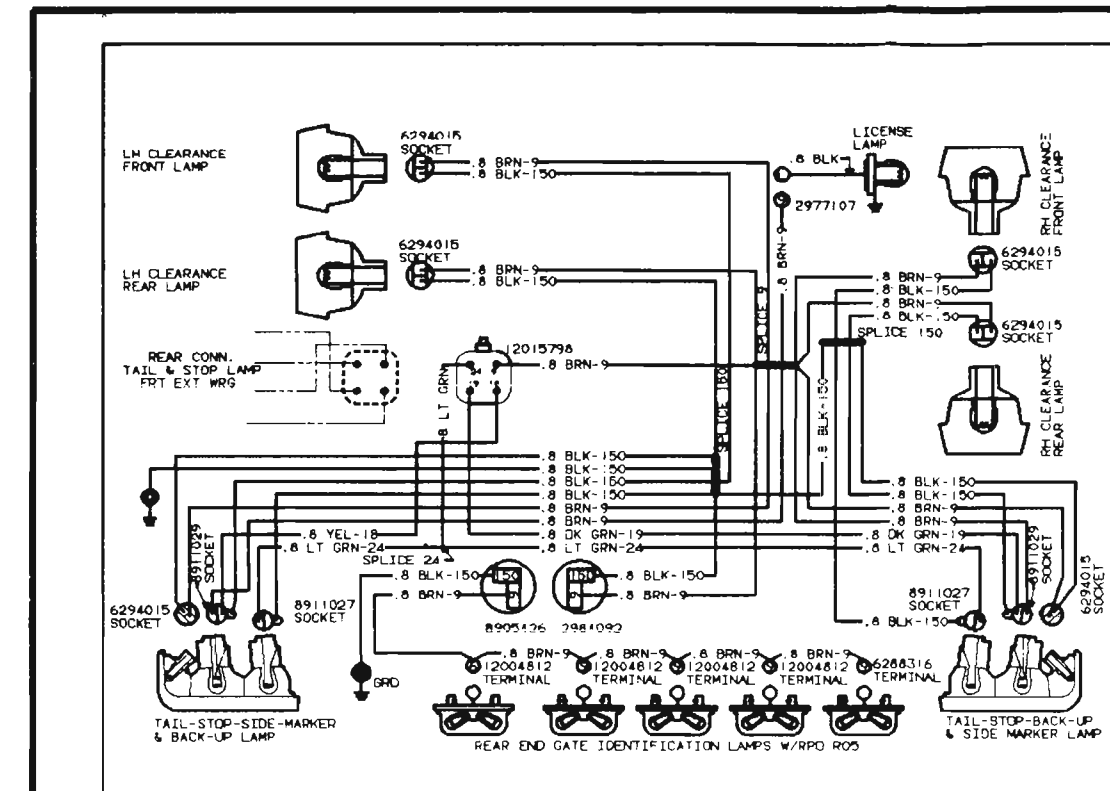 LH CLEARANCE
FRONT LAMP
6294015
SOCKET
.8 BRN-9
.8 BLK-150
LICENSE
LAMP
.8 BLK
2977107
RH CLEARANCE
FRONT LAMP
6294015
SOCKET
LH CLEARANCE
REAR LAMP
6294015
SOCKET
.8 BRN-9
.8 BLK-150
.8 BRN-9
.8 BRN-9
.8 BLK-150
.8 BRN-9
.8 BLK-150
SPLICE 150
6294015
SOCKET
RH CLEARANCE
REAR LAMP
REAR CONN.
TAIL & STOP LAMP
FRT EXT WRG
12015798
.8 BRN-9
.8 LT GRN
SPLICE 9
SPLICE 150
.8 BLK-150
.8 BLK-150
.8 BLK-150
.8 BLK-150
.8 BLK-150
.8 BRN-9
.8 BRN-9
.8 YEL-18
.8 DK GRN-19
.8 LT GRN-24
.8 LT GRN-24
SPLICE 24
.8 BLK-150
.8 BLK-150
.8 BRN-9
.8 BRN-9
.8 DK GRN-19
.8 LT GRN-24
8911029
SOCKET
8911029
SOCKET
6294015
SOCKET
8911027
SOCKET
.8 BLK-150
.8 BRN-9
150
9
150
9
.8 BLK-150
.8 BRN-9
2984092
8911027
SOCKET
.8 BLK-150
6294015
SOCKET
.8 BRN-9
.8 BRN-9
.8 BRN-9
.8 BRN-9
12004812
TERMINAL
12004812
TERMINAL
12004812
TERMINAL
12004812
TERMINAL
6288316
TERMINAL
GRD
TAIL-STOP-SIDE-MARKER
& BACK-UP LAMP
REAR END GATE IDENTIFICATION LAMPS W/RPO R05
TAIL-STOP-BACK-UP
& SIDE MARKER LAMP